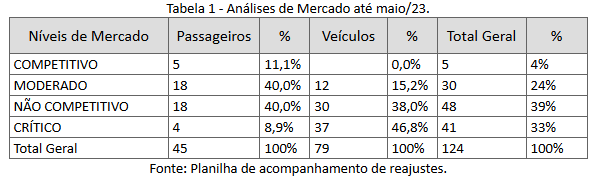 Tabela 1 - Análises de Mercado até maio/23.
Níveis de Mercado Passageiros % Veículos % Total Geral %
COMPETITIVO 5 11,1% 0,0% 5 4%
MODERADO 18 40,0% 12 15,2% 30 24%
NÃO COMPETITIVO 18 40,0% 30 38,0% 48 39%
CRÍTICO 4 8,9% 37 46,8% 41 33%
Total Geral 45 100% 79 100% 124 100%
Fonte: Planilha de acompanhamento de reajustes.